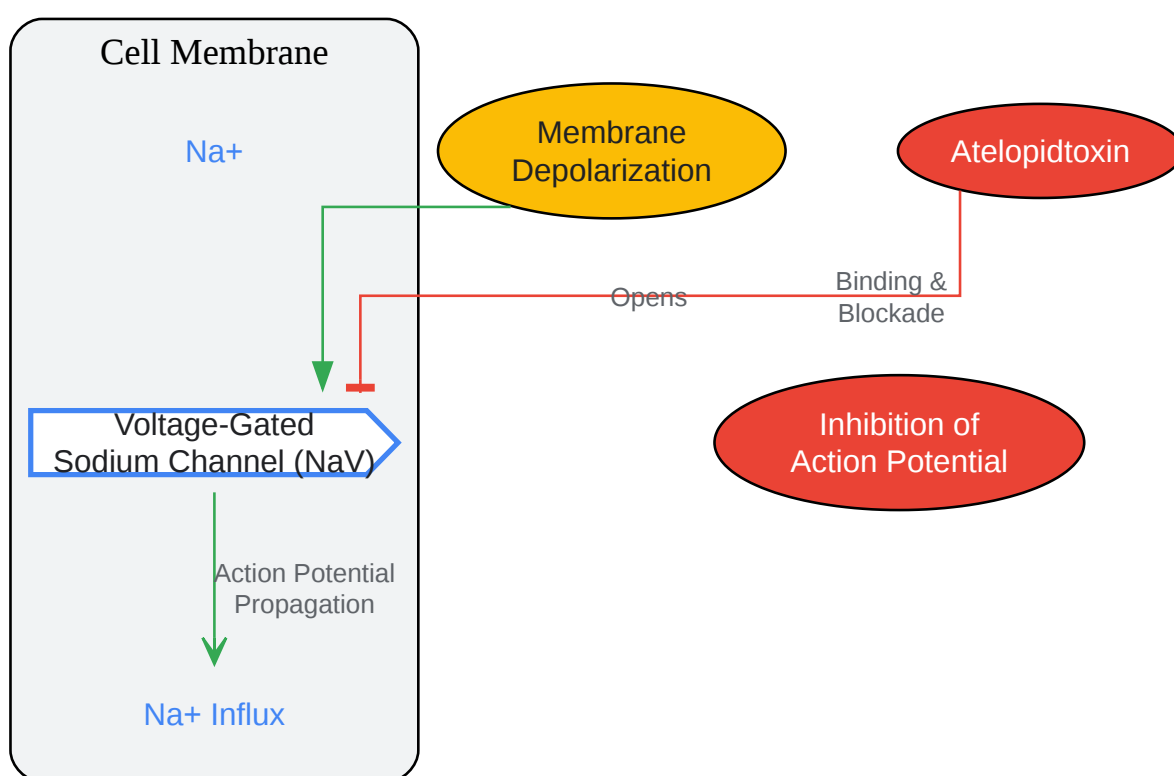 Cell Membrane
Na+
Membrane
Depolarization
Atelopidtoxin
Opens
Binding &
Blockade
Voltage-Gated
Sodium Channel (NaV)
Inhibition of
Action Potential
Action Potential
Propagation
Na+ Influx